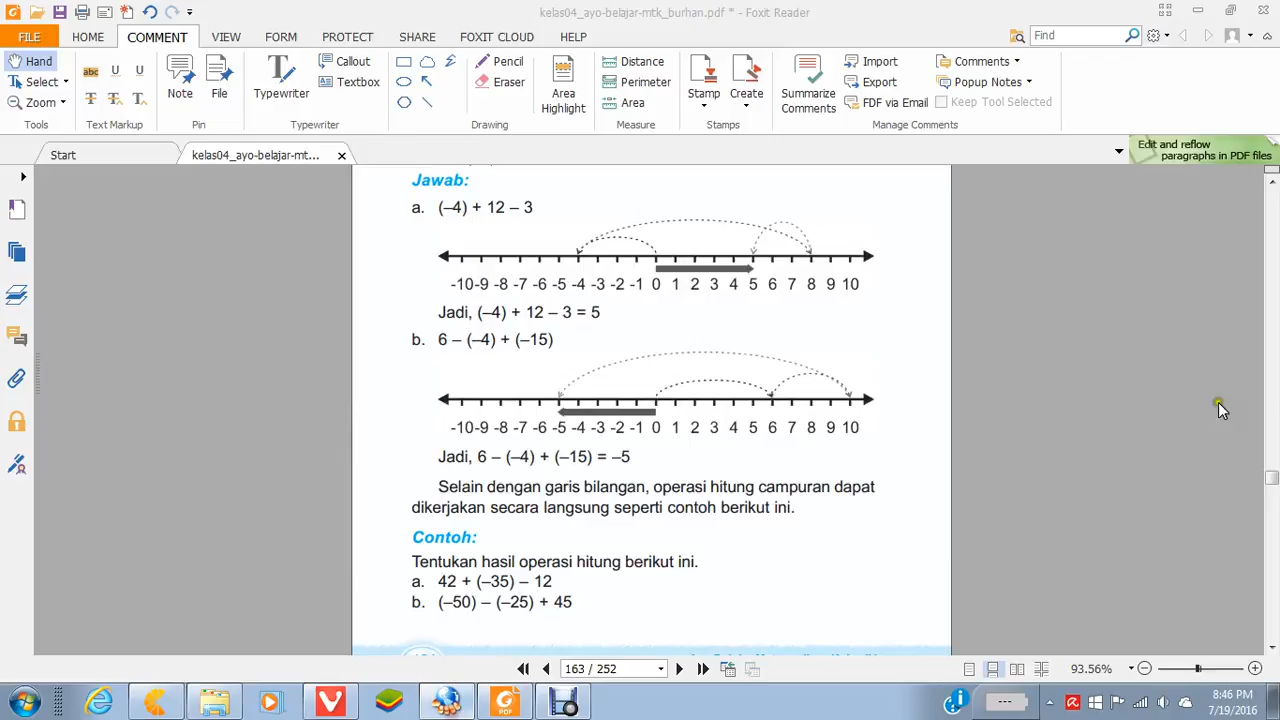 kelas04_ayo-belajar-mtk_burhan.pdf * - Foxit Reader
FILE HOME COMMENT VIEW FORM PROTECT SHARE FOXIT CLOUD HELP Find
Hand Select Zoom
Tools
abc U U T T T
Text Markup
Note File
Pin
Typewriter Callout Textbox
Typewriter
Pencil Eraser Area Highlight
Drawing
Distance Perimeter Area
Measure
Stamp Create
Stamps
Summarize Comments Import Export FDF via Email Comments Popup Notes Keep Tool Selected
Manage Comments
Start kelas04_ayo-belajar-mt... x
Edit and reflow
paragraphs in PDF files
Jawab:
a. (–4) + 12 – 3
-10 -9 -8 -7 -6 -5 -4 -3 -2 -1 0 1 2 3 4 5 6 7 8 9 10
Jadi, (–4) + 12 – 3 = 5
b. 6 – (–4) + (–15)
-10 -9 -8 -7 -6 -5 -4 -3 -2 -1 0 1 2 3 4 5 6 7 8 9 10
Jadi, 6 – (–4) + (–15) = –5
Selain dengan garis bilangan, operasi hitung campuran dapat
dikerjakan secara langsung seperti contoh berikut ini.
Contoh:
Tentukan hasil operasi hitung berikut ini.
a. 42 + (–35) – 12
b. (–50) – (–25) + 45
163 / 252 93.56%
PDF
8:46 PM
7/19/2016